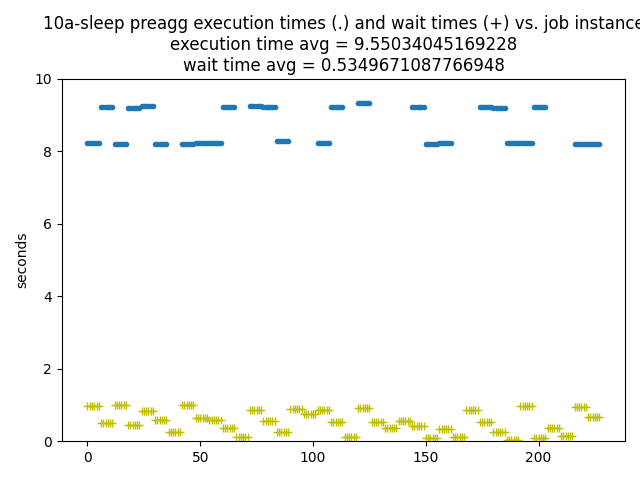 10a-sleep preagg execution times (.) and wait times (+) vs. job instance
execution time avg = 9.55034045169228
wait time avg = 0.5349671087766948
10
8
6
4
2
0
seconds
0 50 100 150 200